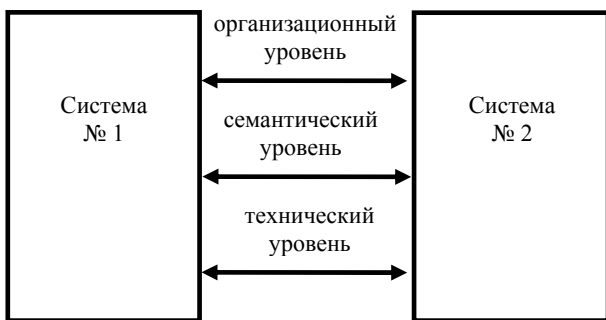 организационный
уровень
Система
№ 1
семантический
уровень
Система
№ 2
технический
уровень